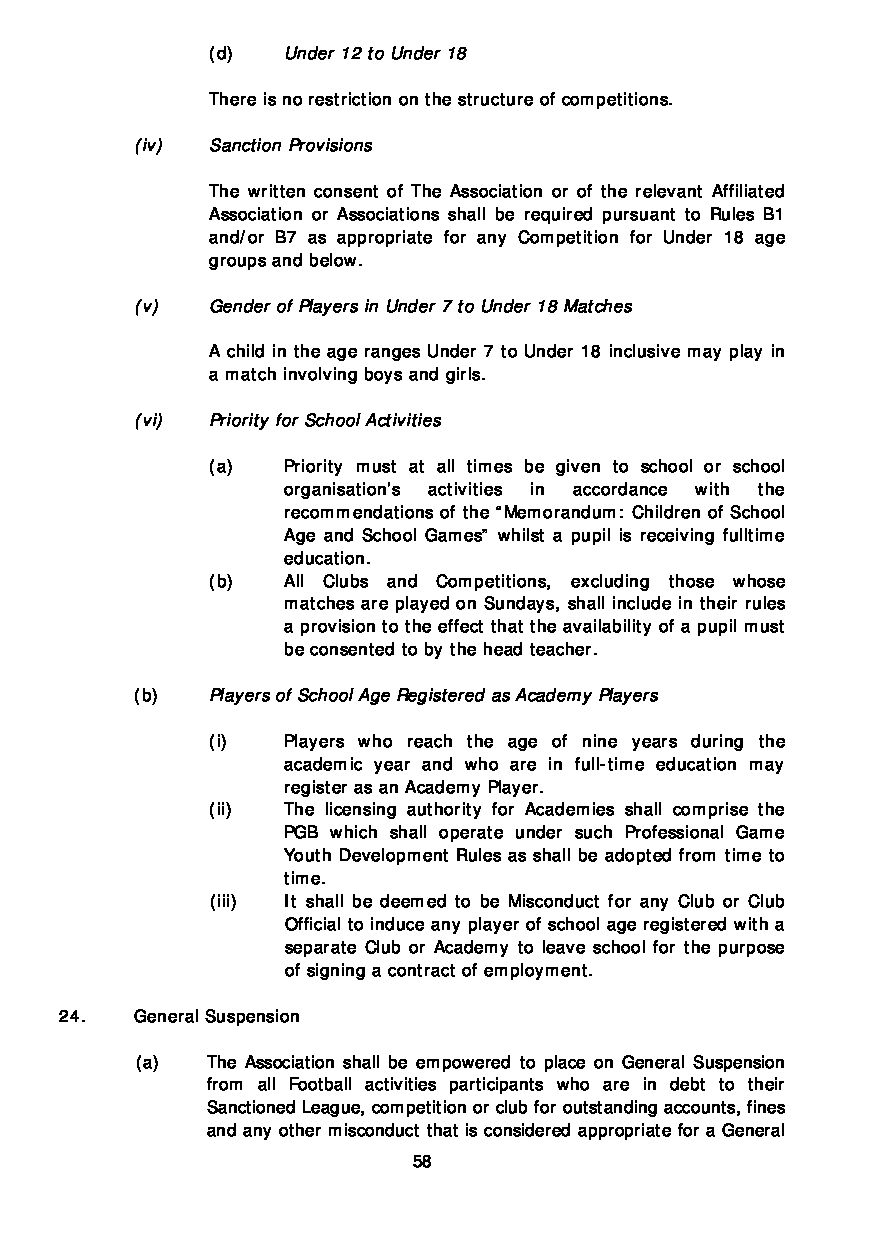 (d) Under 12 to Under 18
There is no restriction on the structure of competitions.
(iv) Sanction Provisions
The written consent of The Association or of the relevant Affiliated
Association or Associations shall be required pursuant to Rules B1
and/or B7 as appropriate for any Competition for Under 18 age
groups and below.
(v) Gender of Players in Under 7 to Under 18 Matches
A child in the age ranges Under 7 to Under 18 inclusive may play in
a match involving boys and girls.
(vi) Priority for School Activities
(a) Priority must at all times be given to school or school
organisation's activities in accordance with the
recommendations of the “Memorandum: Children of School
Age and School Games” whilst a pupil is receiving fulltime
education.
(b) All Clubs and Competitions, excluding those whose
matches are played on Sundays, shall include in their rules
a provision to the effect that the availability of a pupil must
be consented to by the head teacher.
(b) Players of School Age Registered as Academy Players
(i) Players who reach the age of nine years during the
academic year and who are in full-time education may
register as an Academy Player.
(ii) The licensing authority for Academies shall comprise the
PGB which shall operate under such Professional Game
Youth Development Rules as shall be adopted from time to
time.
(iii) It shall be deemed to be Misconduct for any Club or Club
Official to induce any player of school age registered with a
separate Club or Academy to leave school for the purpose
of signing a contract of employment.
24. General Suspension
(a) The Association shall be empowered to place on General Suspension
from all Football activities participants who are in debt to their
Sanctioned League, competition or club for outstanding accounts, fines
and any other misconduct that is considered appropriate for a General
58